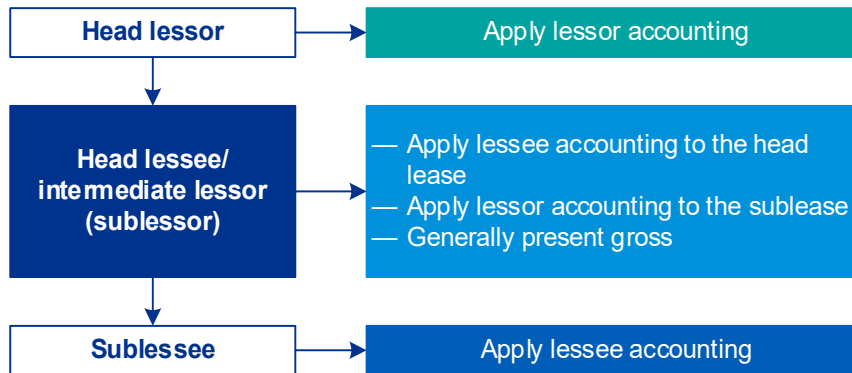 Head lessor
Apply lessor accounting
Head lessee/
intermediate lessor
(sublessor)
— Apply lessee accounting to the head
lease
— Apply lessor accounting to the sublease
— Generally present gross
Sublessee
Apply lessee accounting